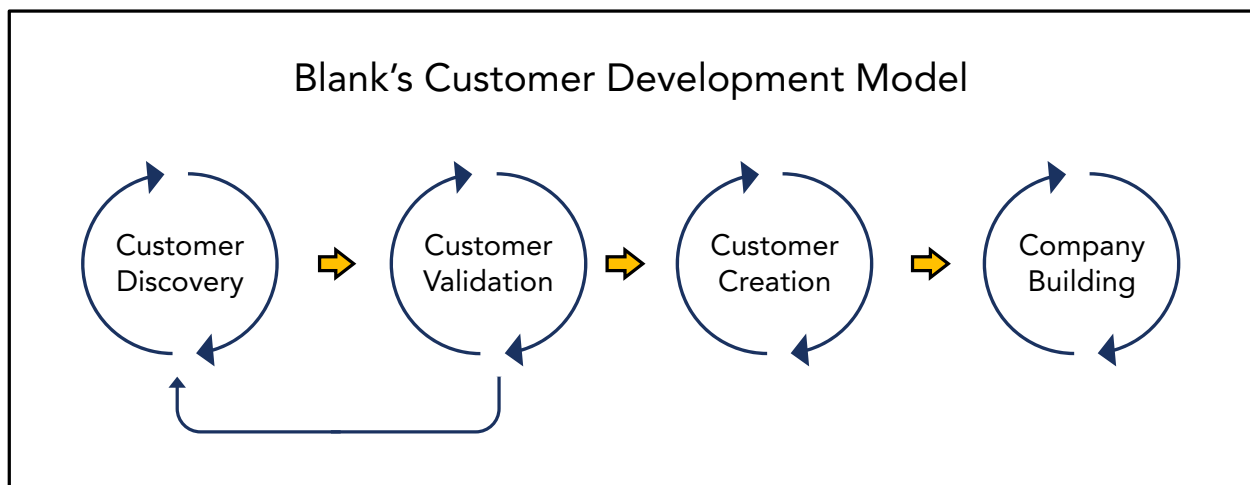 Blank’s Customer Development Model
Customer
Discovery
Customer
Validation
Customer
Creation
Company
Building